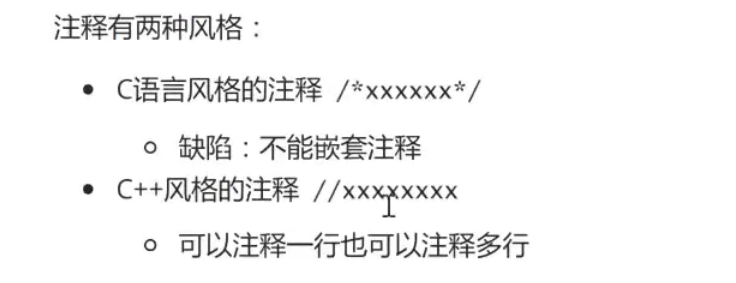 注释有两种风格：
C语言风格的注释 /*xxxxxx*/
缺陷：不能嵌套注释
C++风格的注释 //xxxxxxxx
可以注释一行也可以注释多行